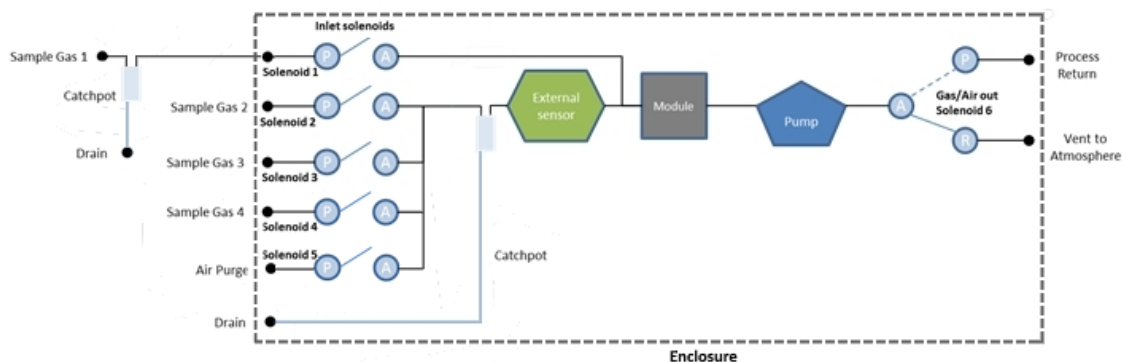 Inlet solenoids
Sample Gas 1
P
A
Solenoid 1
Catchpot
Drain
Sample Gas 2
P
A
Solenoid 2
Sample Gas 3
P
A
Solenoid 3
Sample Gas 4
P
A
Solenoid 4
Solenoid 5
Air Purge
P
A
Drain
Catchpot
External
sensor
Module
Pump
A
Gas/Air out
Solenoid 6
P
Process
Return
R
Vent to
Atmosphere
Enclosure